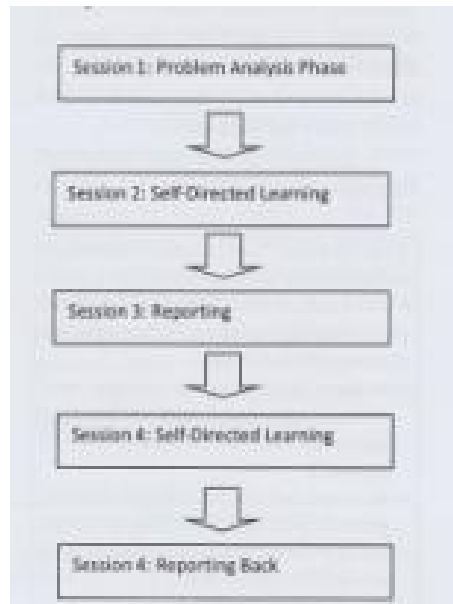 Session 1: Problem Analysis Phase
Session 2: Self-Directed Learning
Session 3: Reporting
Session 4: Self-Directed Learning
Session 4: Reporting Back